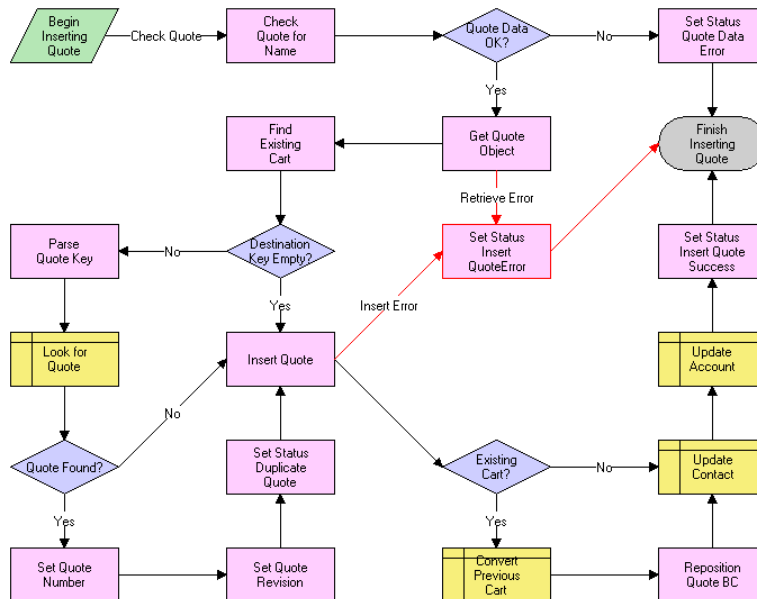 Begin
Inserting
Quote
Check Quote
Check
Quote for
Name
Quote Data
OK?
No
Set Status
Quote Data
Error
Yes
Find
Existing
Cart
Get Quote
Object
Finish
Inserting
Quote
Retrieve Error
Parse
Quote Key
No
Destination
Key Empty?
Set Status
Insert
QuoteError
Set Status
Insert Quote
Success
Yes
Insert Error
Look for
Quote
Insert Quote
Update
Account
No
Quote Found?
Set Status
Duplicate
Quote
Existing
Cart?
No
Update
Contact
Yes
Yes
Set Quote
Number
Set Quote
Revision
Convert
Previous
Cart
Reposition
Quote BC